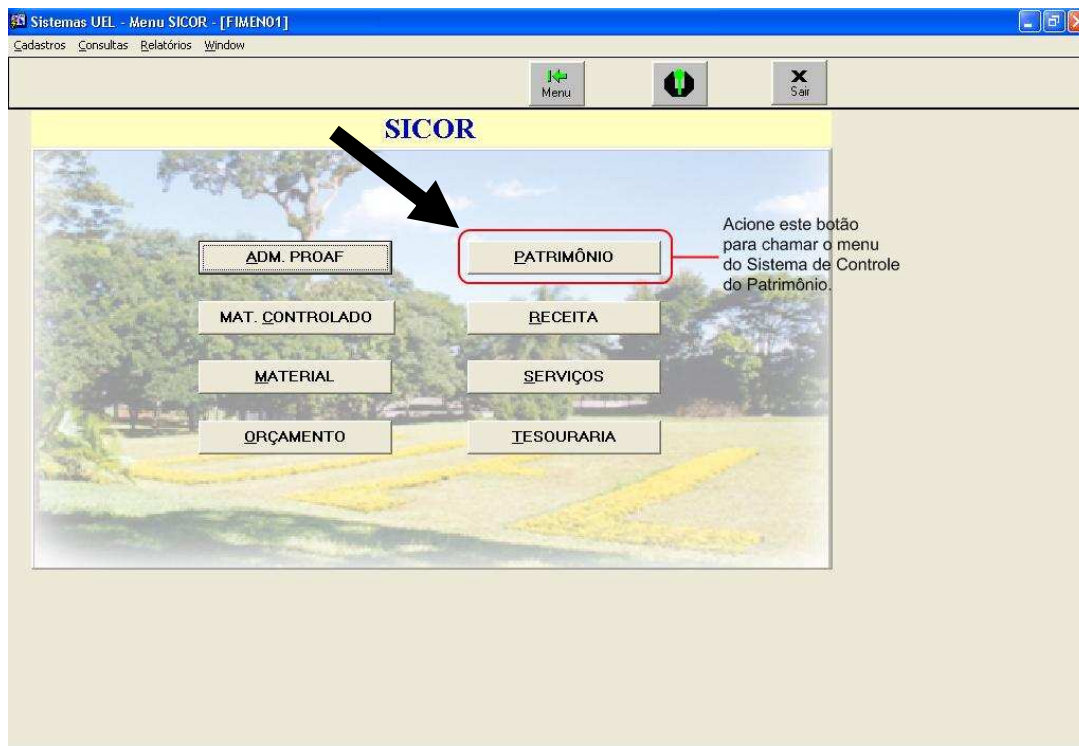 Sistemas UEL - Menu SICOR - [FIMEN01]
Cadastros Consultas Relatórios Window
Menu
Sair
SICOR
ADM. PROAF
PATRIMÔNIO
Acione este botão
para chamar o menu
do Sistema de Controle
do Patrimônio.
MAT. CONTROLADO
RECEITA
MATERIAL
SERVIÇOS
ORÇAMENTO
TESOURARIA